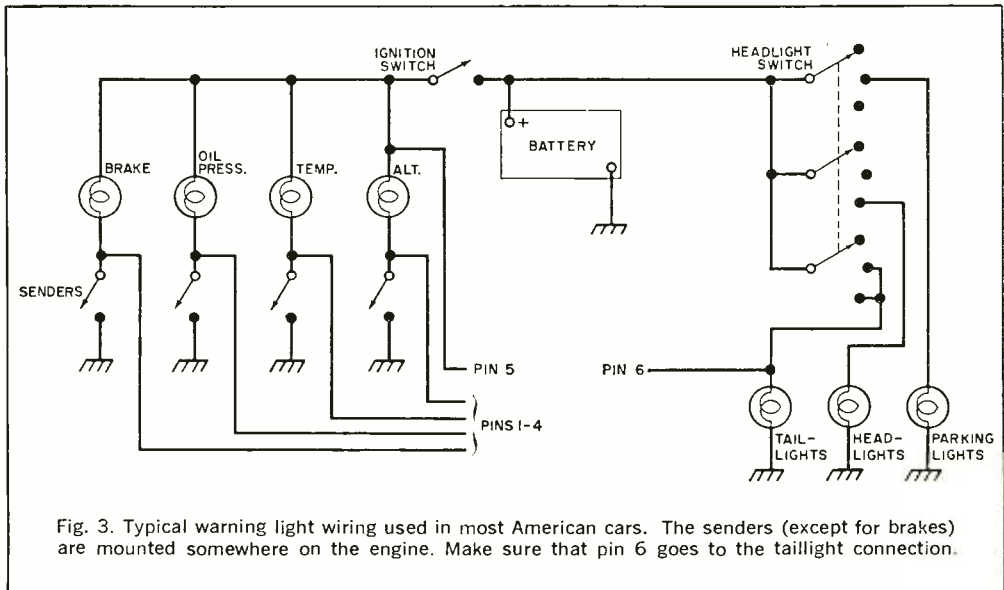 IGNITION
SWITCH
HEADLIGHT
SWITCH
+
BATTERY
BRAKE
OIL
PRESS.
TEMP.
ALT.
SENDERS
PIN 5
PIN 6
PINS 1-4
TAIL-
LIGHTS
HEAD-
LIGHTS
PARKING
LIGHTS
Fig. 3. Typical warning light wiring used in most American cars. The senders (except for brakes)
are mounted somewhere on the engine. Make sure that pin 6 goes to the taillight connection.